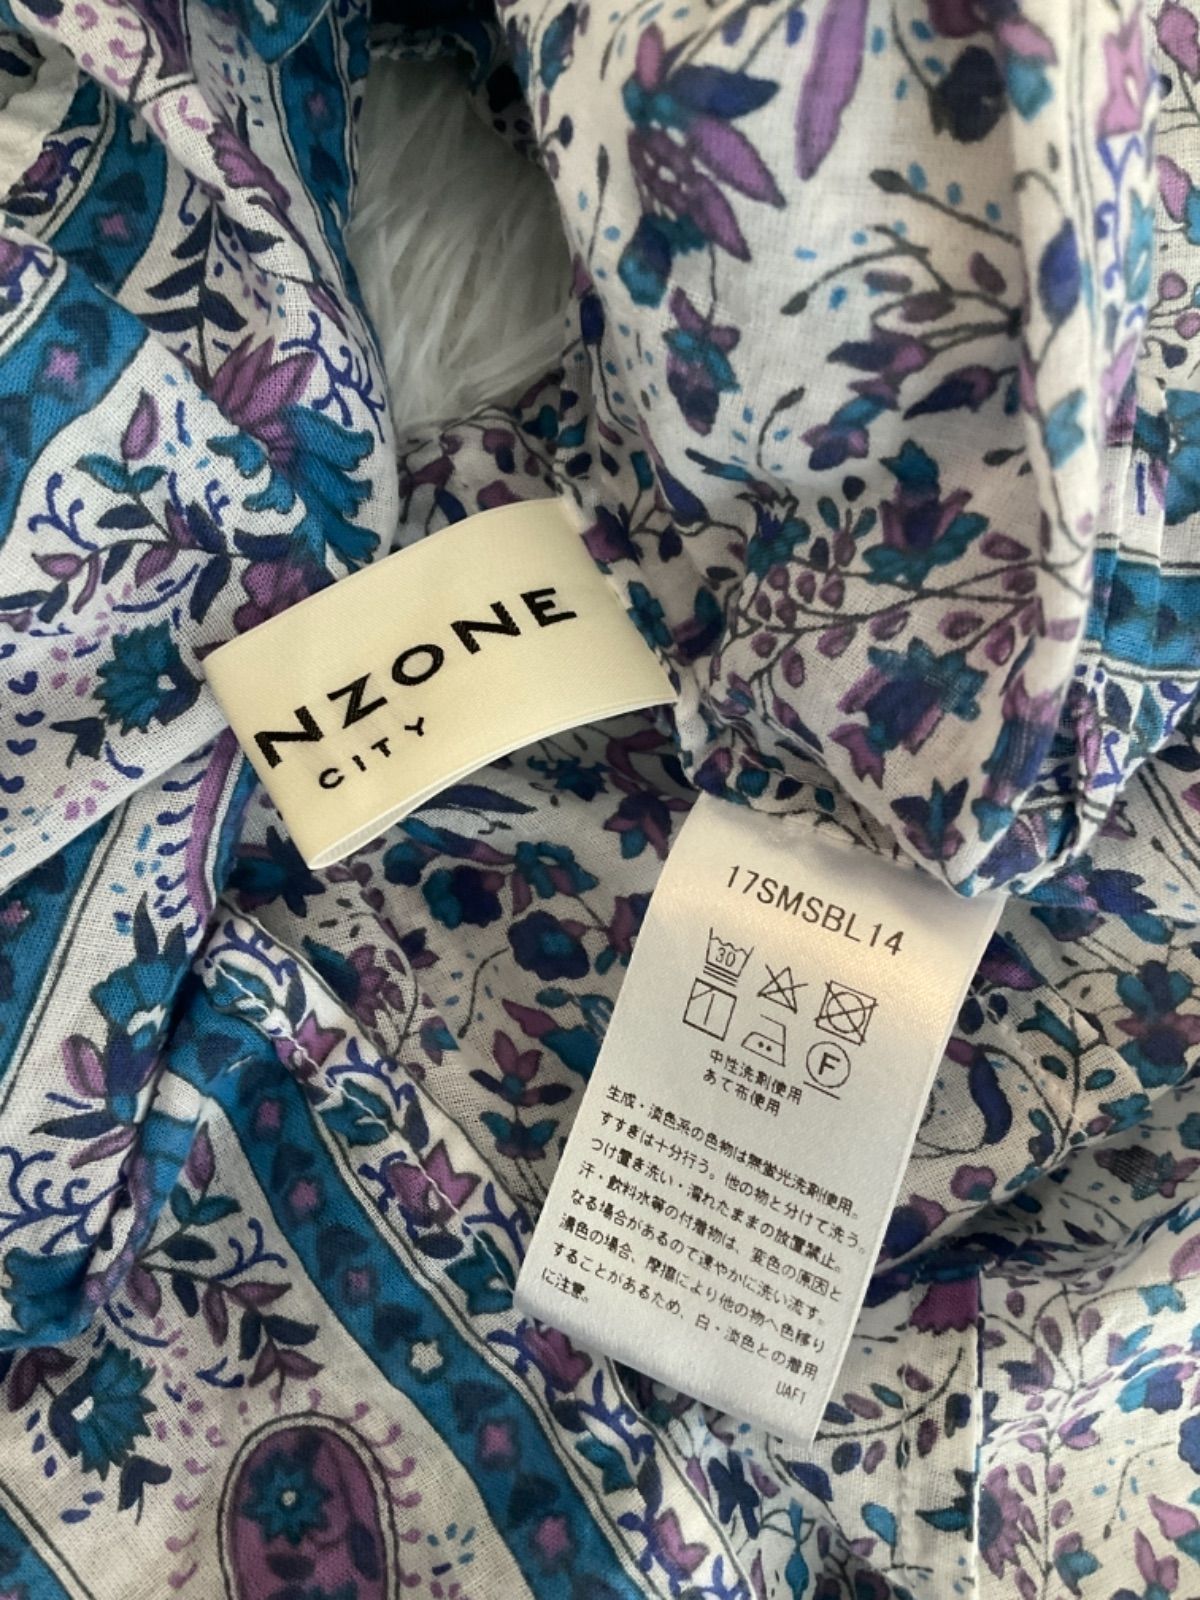 NZONE
CITY
17SMSBL14
30
F
中性洗剤使用
あて布使用
生成・淡色系の色物は無蛍光洗剤使用。
すすぎは十分行う。他の物と分けて洗う。
つけ置き洗い・濡れたままの放置禁止。
汗・飲料水等の付着物は、変色の原因と
なる場合があるので速やかに洗い流す。
濃色の場合、摩擦により他の物へ色移り
することがあるため、白・淡色との着用
に注意。
UAF1